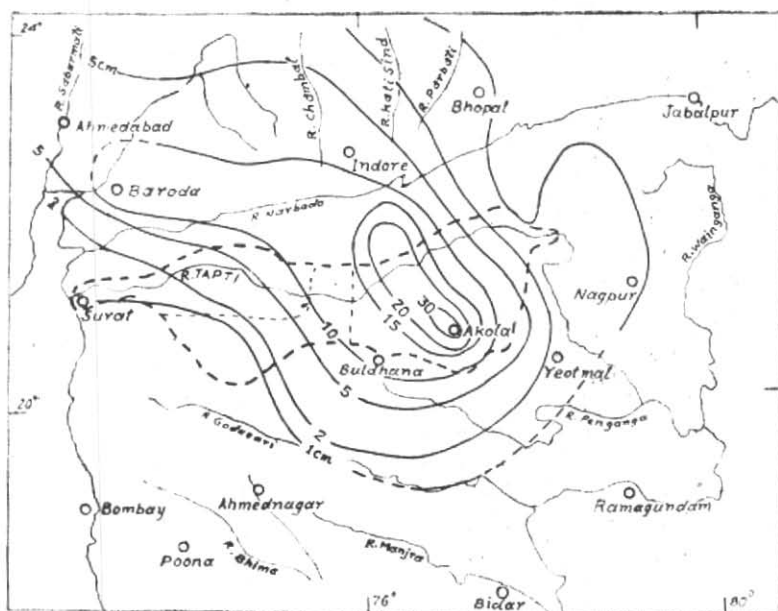 24°
5cm
R. Sabarmati
R. Chambal
R. Kali Sind
R. Parbati
Bhopal
Jabalpur
Ahmedabad
Indore
5
Baroda
R. Narbada
2
R. Wainganga
R. TAPTI
Nagpur
Surat
20
30
15
Akola
10
Buldhana
Yeotmal
5
20°
R. Godavari
2
1cm
R. Penganga
Ahmednagar
Ramagundam
Bombay
Poona
R. Bhima
R. Manjra
Bidar
76°
80°